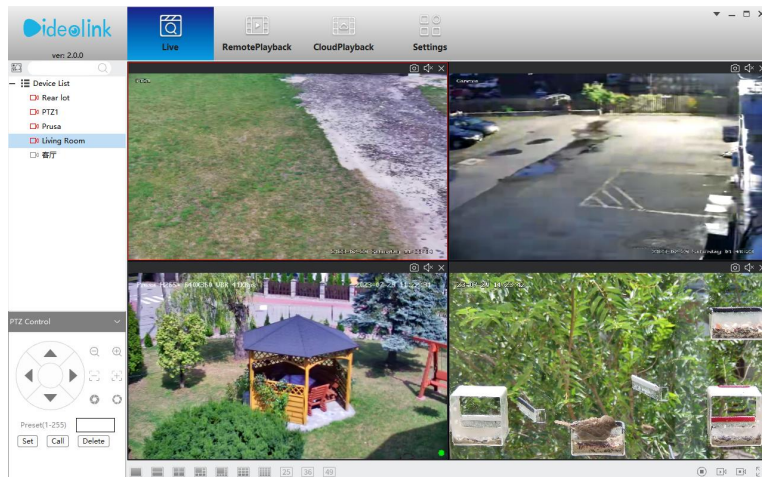 ideolink
ver: 2.0.0
Live
RemotePlayback
CloudPlayback
Settings
Device List
Rear lot
PTZ1
Prusa
Living Room
客厅
PTZ Control
Preset(1-255)
Set Call Delete
25 36 49